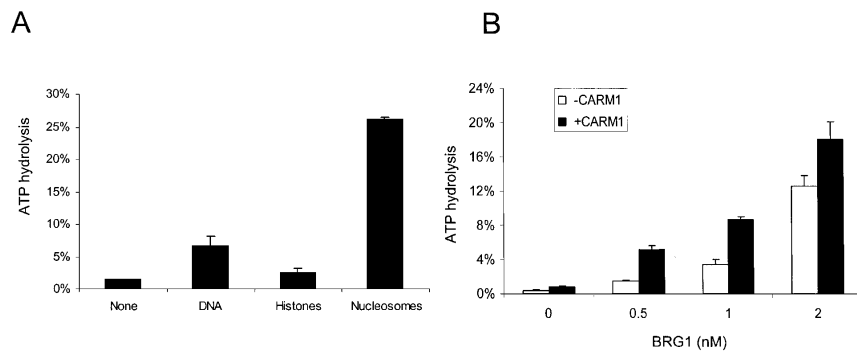 A
ATP hydrolysis
30%
25%
20%
15%
10%
5%
0%
None DNA Histones Nucleosomes
B
ATP hydrolysis
24%
20%
16%
12%
8%
4%
0%
-CARM1
+CARM1
0 0.5 1 2
BRG1 (nM)